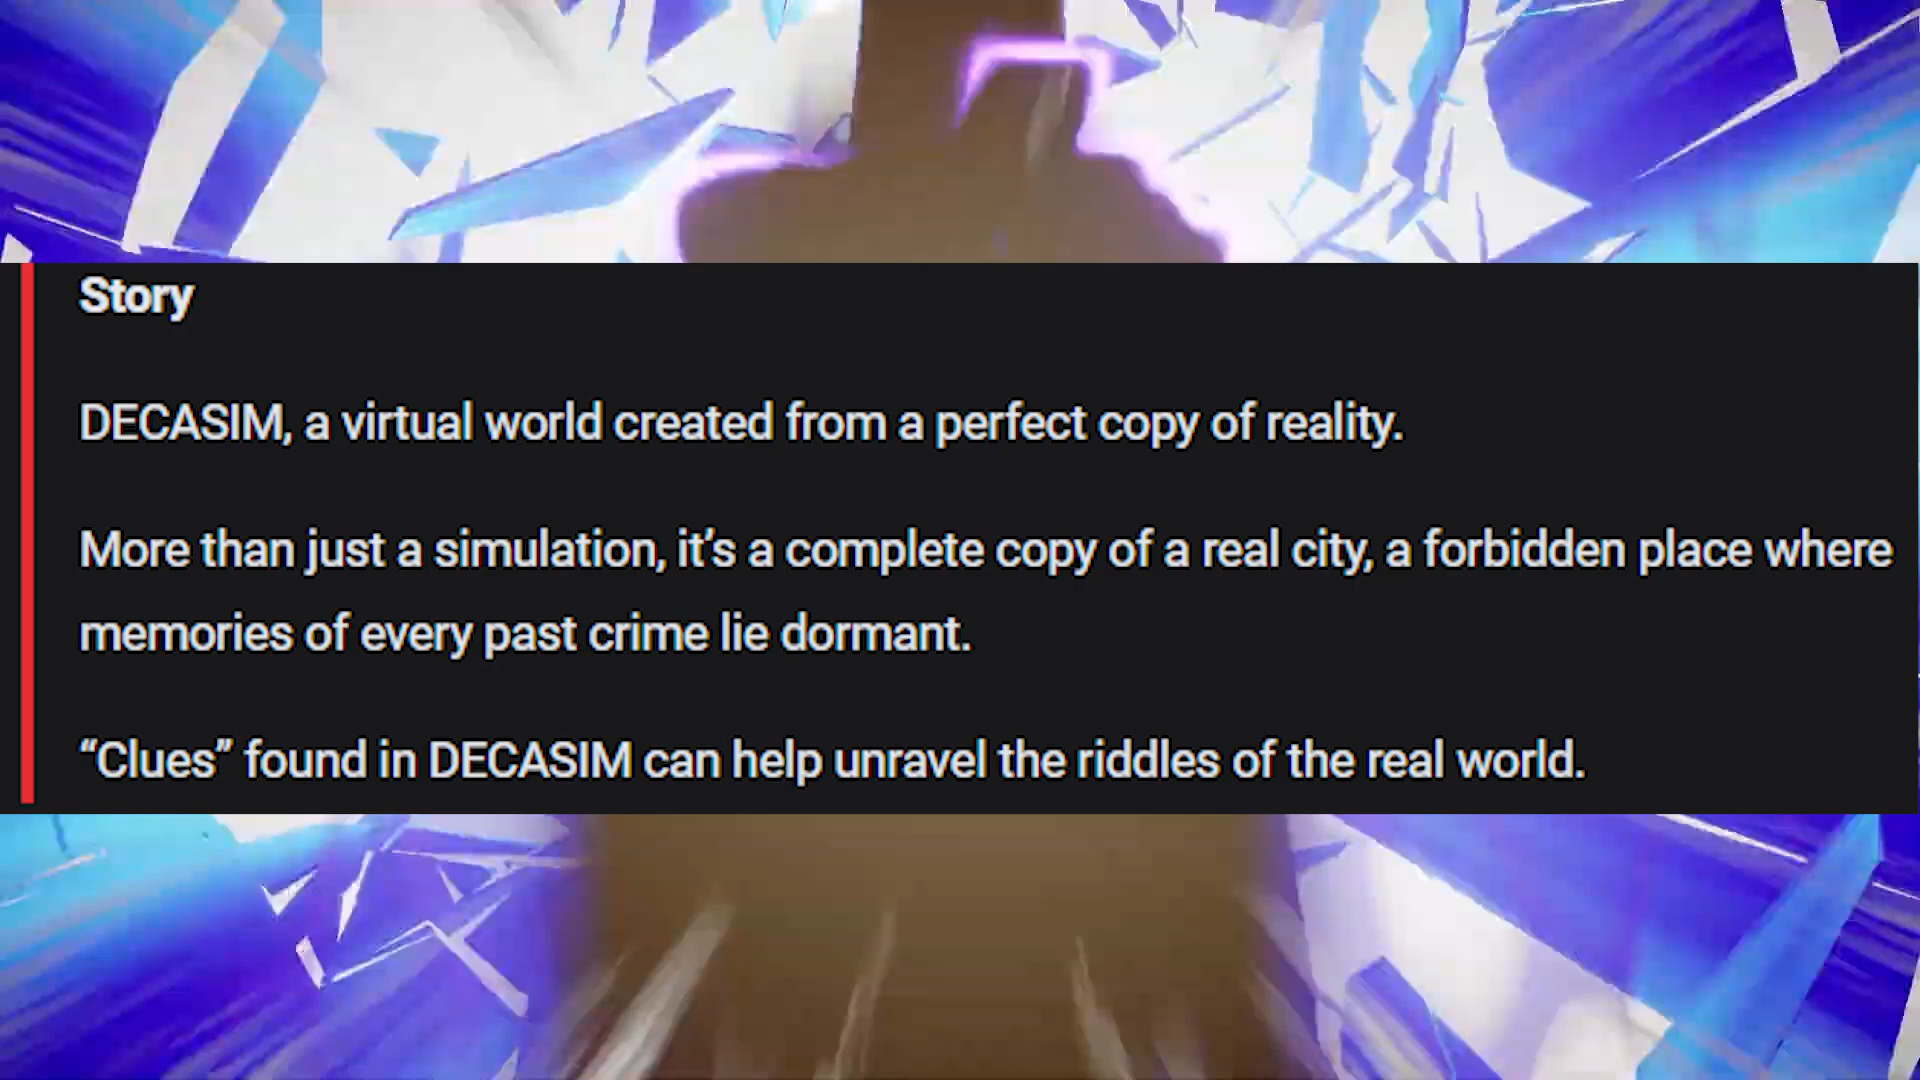 Story
DECASIM, a virtual world created from a perfect copy of reality.
More than just a simulation, it’s a complete copy of a real city, a forbidden place where
memories of every past crime lie dormant.
“Clues” found in DECASIM can help unravel the riddles of the real world.